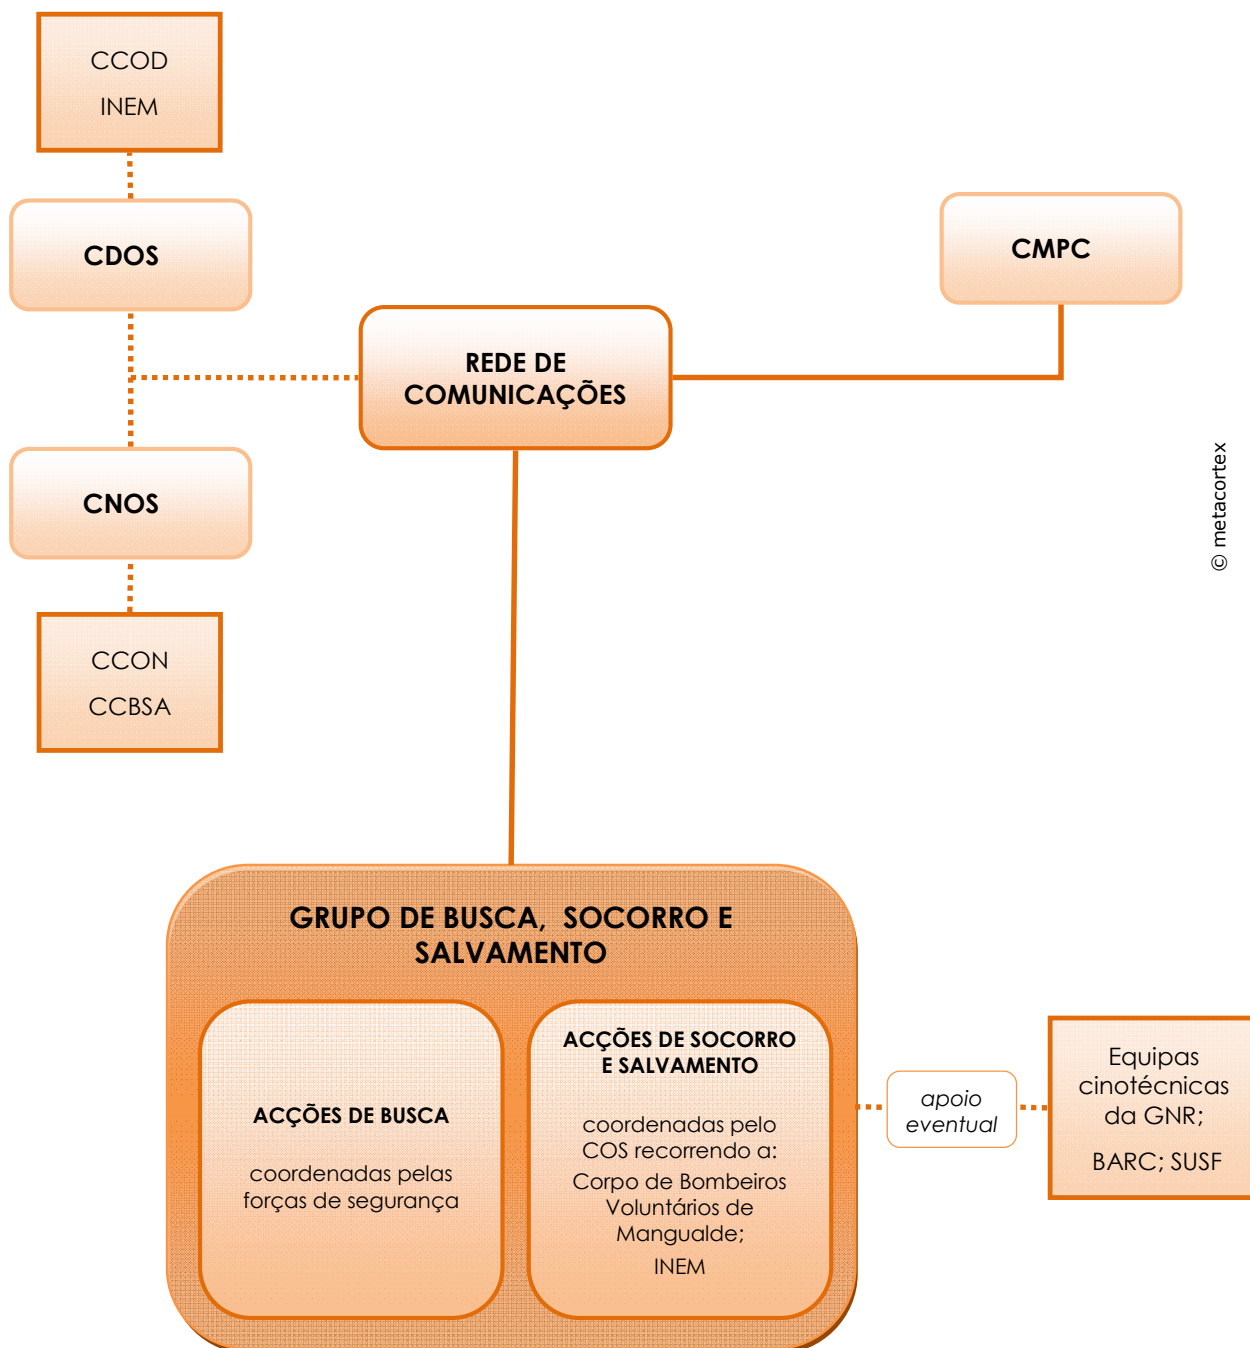 CCOD
INEM
CDOS
CMPC
REDE DE
COMUNICAÇÕES
CNOS
© metacortex
CCON
CCBSA
GRUPO DE BUSCA, SOCORRO E
SALVAMENTO
ACÇÕES DE BUSCA
coordenadas pelas
forças de segurança
ACÇÕES DE SOCORRO
E SALVAMENTO
coordenadas pelo
COS recorrendo a:
Corpo de Bombeiros
Voluntários de
Mangualde;
INEM
apoio
eventual
Equipas
cinotécnicas
da GNR;
BARC; SUSF